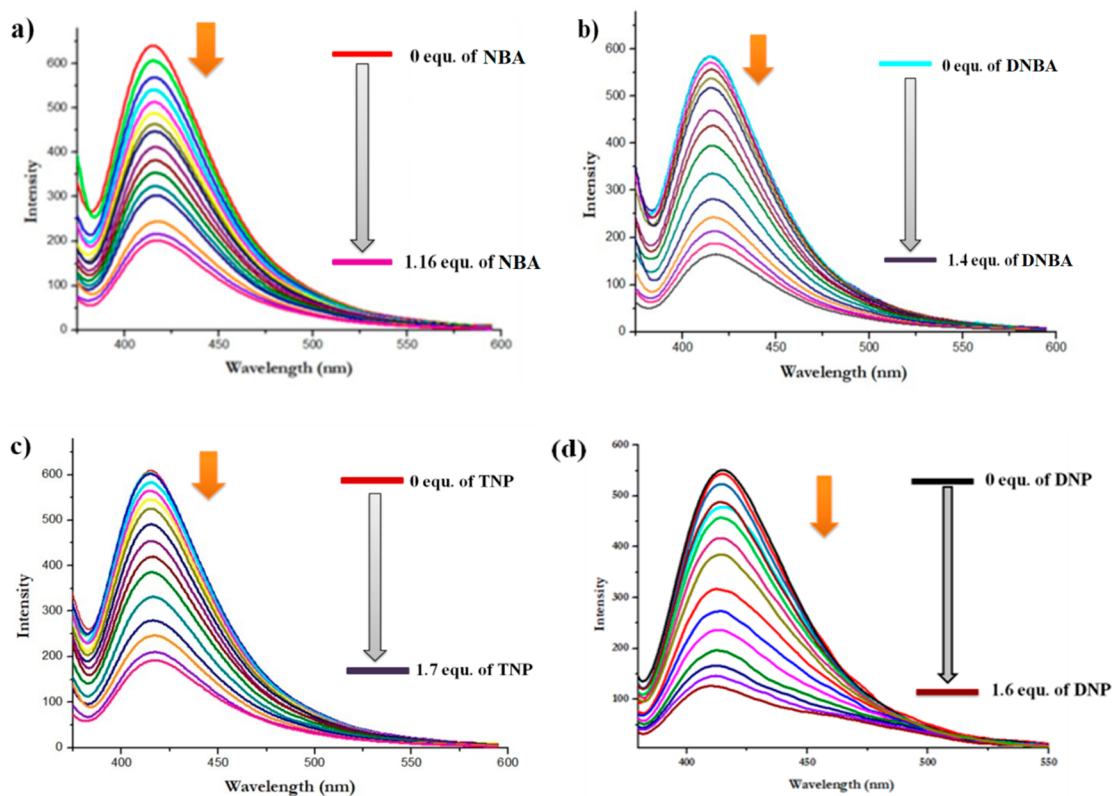 a)
0 equ. of NBA
1.16 equ. of NBA
Intensity
600
500
400
300
200
100
0
400 450 500 550 600
Wavelength (nm)
b)
0 equ. of DNBA
1.4 equ. of DNBA
Intensity
600
500
400
300
200
100
0
400 450 500 550 600
Wavelength (nm)
c)
0 equ. of TNP
1.7 equ. of TNP
Intensity
600
500
400
300
200
100
0
400 450 500 550 600
Wavelength (nm)
(d)
0 equ. of DNP
1.6 equ. of DNP
Intensity
600
500
400
300
200
100
400 450 500 550
Wavelength (nm)